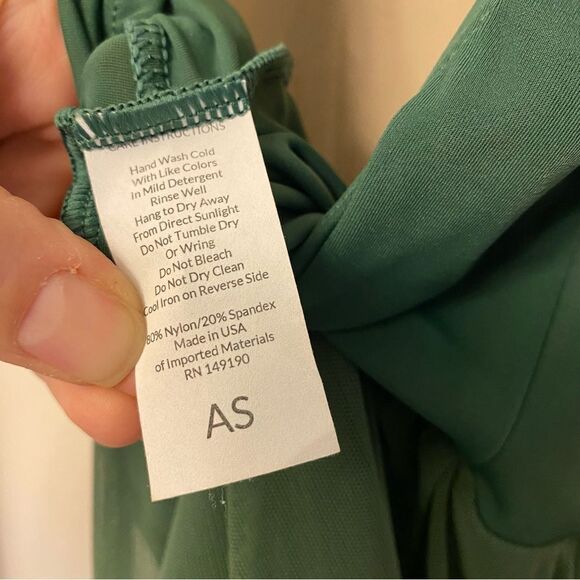 CARE INSTRUCTIONS
Hand Wash Cold
With Like Colors
In Mild Detergent
Rinse Well
Hang to Dry Away
From Direct Sunlight
Do Not Tumble Dry
Or Wring
Do Not Bleach
Do Not Dry Clean
Cool Iron on Reverse Side
80% Nylon/20% Spandex
Made in USA
of Imported Materials
RN 149190
AS